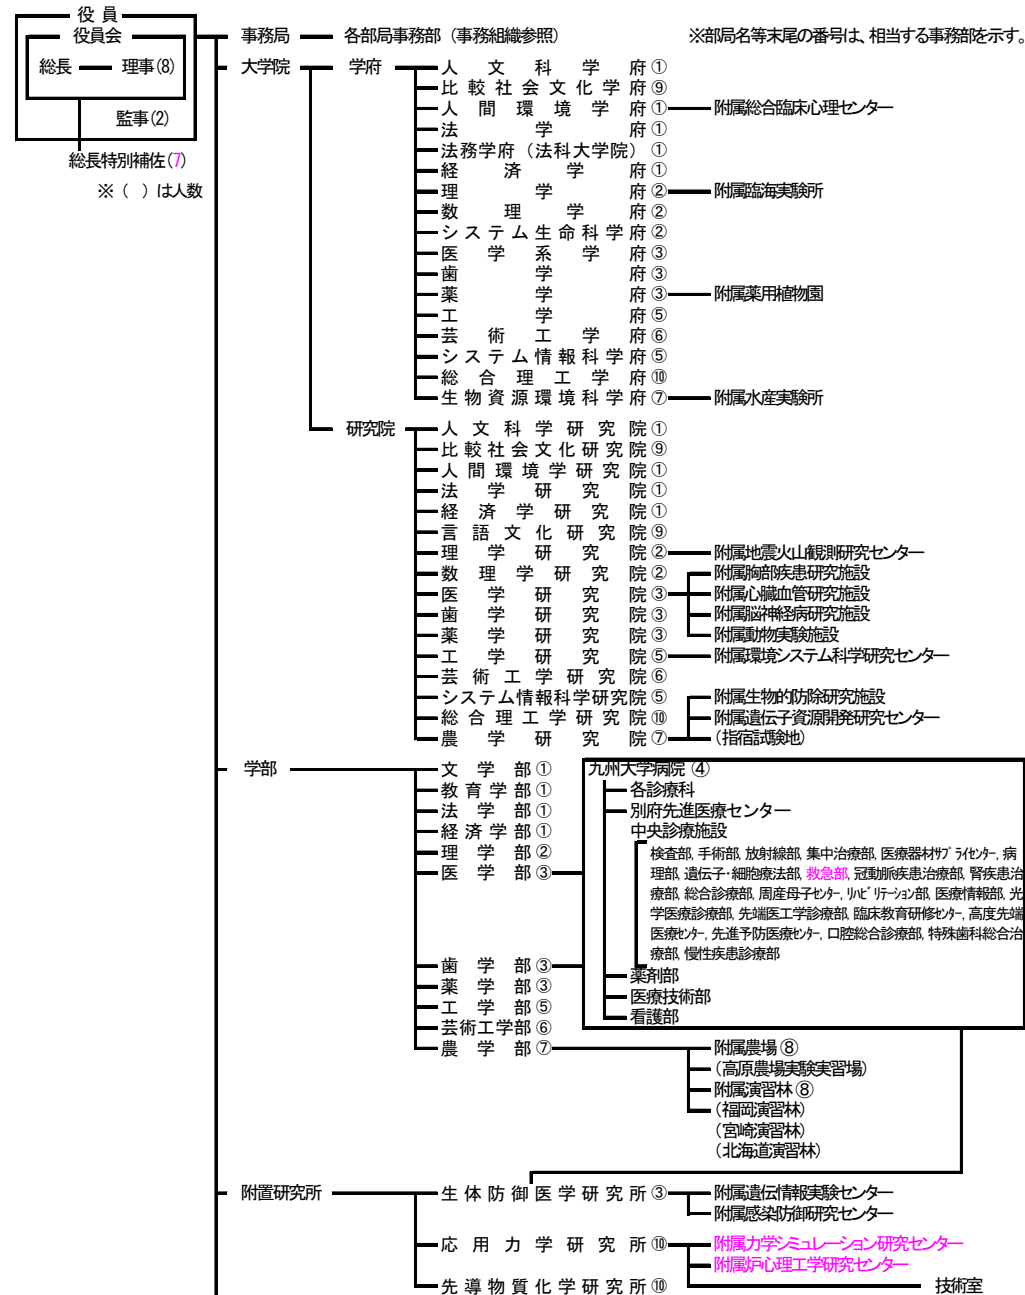 役 員
役員会
総長 理事(8)
監事(2)
総長特別補佐(7)
※（ ）は人数
事務局 各部局事務部（事務組織参照）
※部局名等末尾の番号は、相当する事務部を示す。
大学院 学府 人文科学府①
比較社会文化学府⑨
人間環境学府① 附属総合臨床心理センター
法学府①
法務学府（法科大学院）①
経済学府①
理学府② 附属臨海実験所
数理学府②
システム生命科学府②
医学系学府③
歯学府③
薬学府③ 附属薬用植物園
工学府⑤
芸術工学府⑥
システム情報科学府⑤
総合理工学府⑩
生物資源環境科学府⑦ 附属水産実験所
研究院 人文科学研究院①
比較社会文化研究院⑨
人間環境学研究院①
法学研究院①
経済学研究院①
言語文化研究院⑨
理学研究院② 附属地震火山観測研究センター
数理学研究院② 附属胸部疾患研究施設
医学研究院③ 附属心臓血管研究施設
歯学研究院③ 附属脳神経病研究施設
薬学研究院③ 附属動物実験施設
工学研究院⑤ 附属環境システム科学研究センター
芸術工学研究院⑥
システム情報科学研究院⑤ 附属生物的防除研究施設
総合理工学研究院⑩ 附属遺伝子資源開発研究センター
農学研究院⑦ (指宿試験地)
学部 文学部①
教育学部①
法学部①
経済学部①
理学部②
医学部③
歯学部③
薬学部③
工学部⑤
芸術工学部⑥
農学部⑦
九州大学病院 ④
各診療科
別府先進医療センター
中央診療施設
検査部, 手術部, 放射線部, 集中治療部, 医療器材ｻﾌﾟﾗｲｾﾝﾀｰ, 病
理部, 遺伝子・細胞療法部, 救急部, 冠動脈疾患治療部, 腎疾患治
療部, 総合診療部, 周産母子ｾﾝﾀｰ, ﾘﾊﾋﾞﾘﾃｰｼｮﾝ部, 医療情報部, 光
学医療診療部, 先端医工学診療部, 臨床教育研修ｾﾝﾀｰ, 高度先端
医療ｾﾝﾀｰ, 先進予防医療ｾﾝﾀｰ, 口腔総合診療部, 特殊歯科総合治
療部, 慢性疾患診療部
薬剤部
医療技術部
看護部
附属農場⑧
(高原農場実験実習場)
附属演習林⑧
(福岡演習林)
(宮崎演習林)
(北海道演習林)
附置研究所 生体防御医学研究所③ 附属遺伝情報実験センター
附属感染防御研究センター
応用力学研究所⑩ 附属力学シミュレーション研究センター
附属炉心理工学研究センター
先導物質化学研究所⑩ 技術室